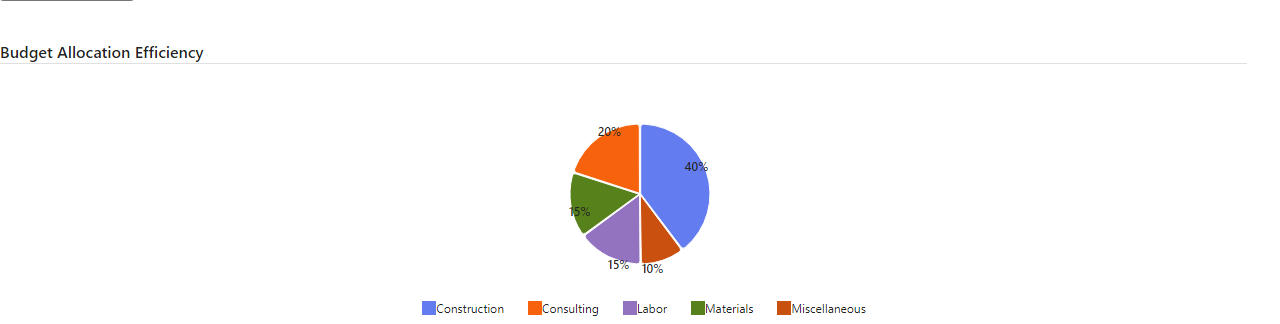 Budget Allocation Efficiency
20%
40%
15%
15%
10%
Construction Consulting Labor Materials Miscellaneous